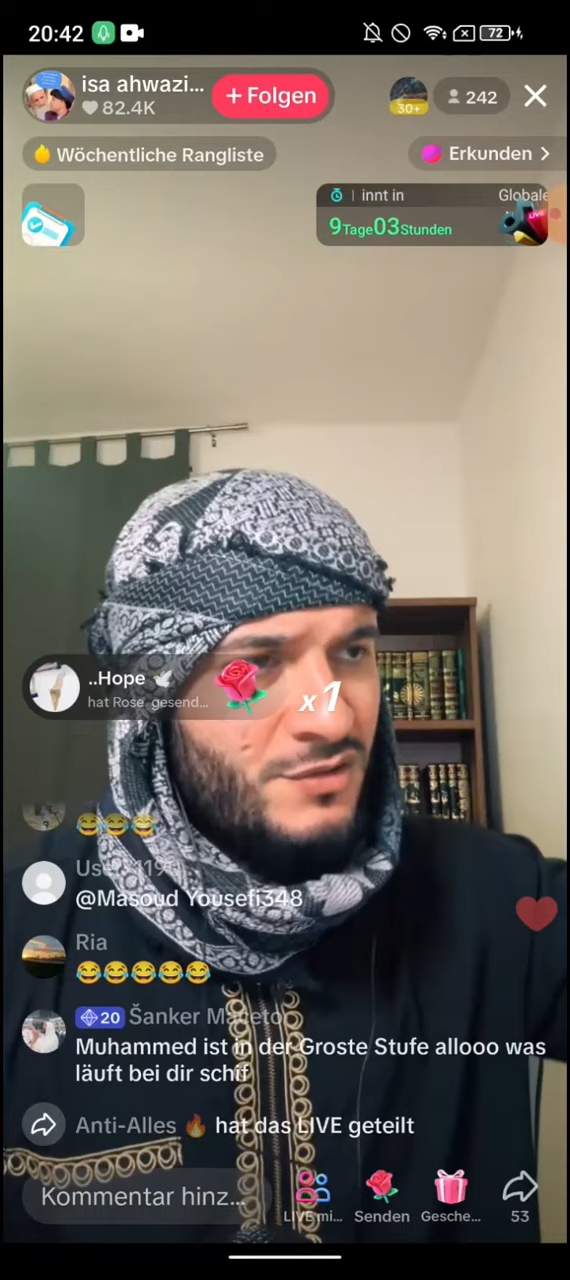 20:42
72
isa ahwazi...
82.4K
+ Folgen
30+
242
Wöchentliche Rangliste
Erkunden
innt in
Globale
9Tage03Stunden
LIVE
..Hope 🕊
hat Rose gesend...
x1
😂😂😂
@Masoud Yousefi348
Ria
😂😂😂😂😂
20 Šanker
Muhammed ist in der Groste Stufe allooo was
läuft bei dir schif
Anti-Alles 🔥 hat das LIVE geteilt
Kommentar hinz...
LIVE mi...
Senden
Gesche...
53